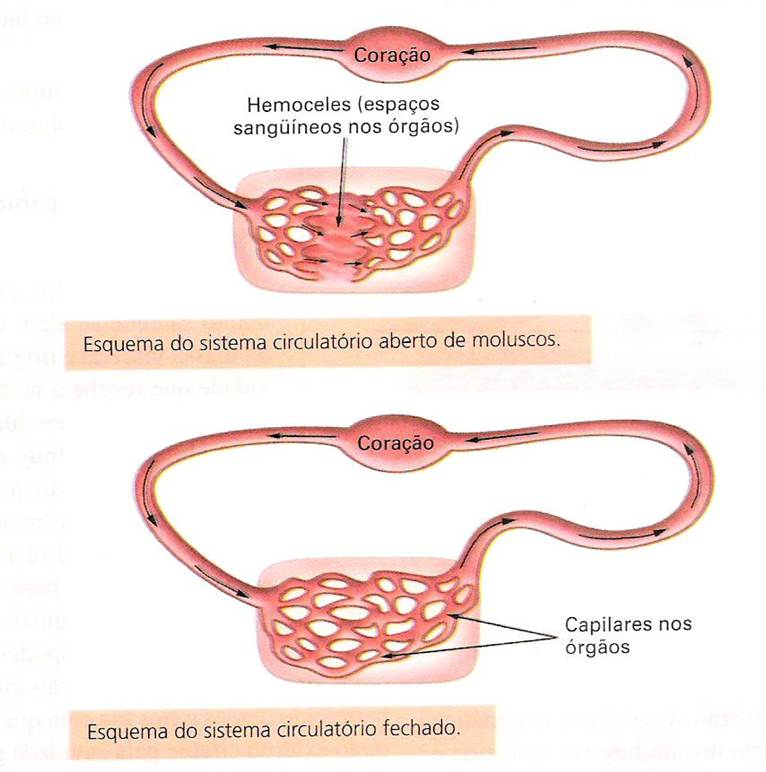 Coração
Hemoceles (espaços
sangüíneos nos órgãos)
Esquema do sistema circulatório aberto de moluscos.
Coração
Capilares nos
órgãos
Esquema do sistema circulatório fechado.